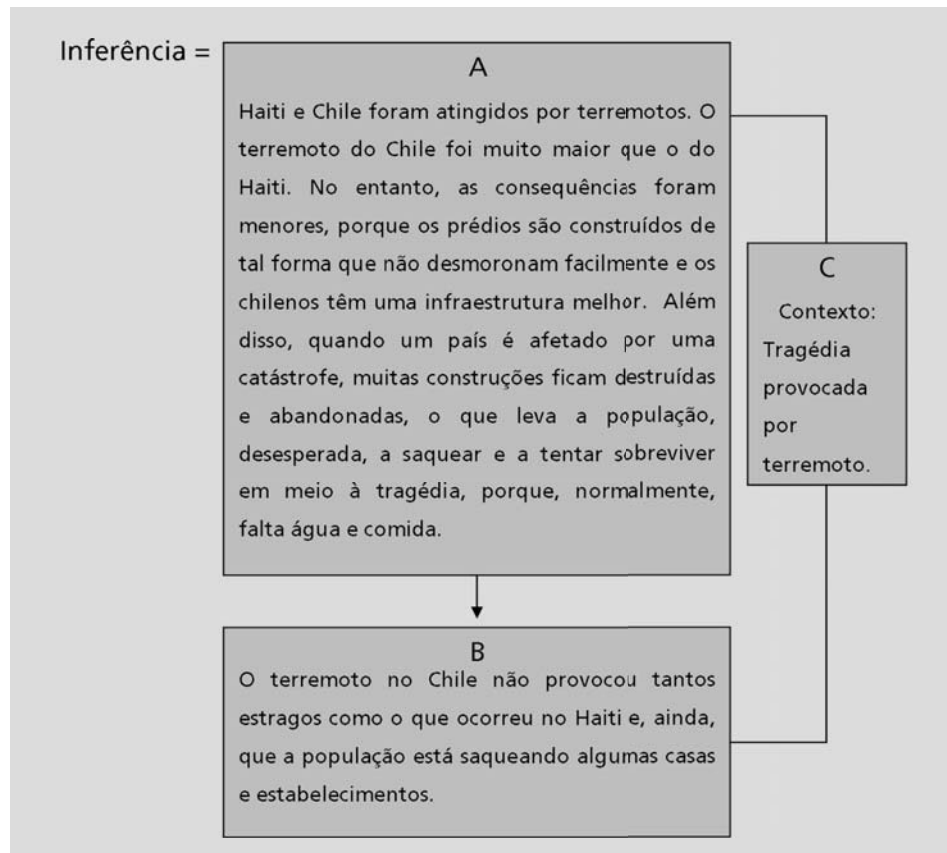 Inferência =
A
Haiti e Chile foram atingidos por terremotos. O
terremoto do Chile foi muito maior que o do
Haiti. No entanto, as consequências foram
menores, porque os prédios são construídos de
tal forma que não desmoronam facilmente e os
chilenos têm uma infraestrutura melhor. Além
disso, quando um país é afetado por uma
catástrofe, muitas construções ficam destruídas
e abandonadas, o que leva a população,
desesperada, a saquear e a tentar sobreviver
em meio à tragédia, porque, normalmente,
falta água e comida.
C
Contexto:
Tragédia
provocada
por
terremoto.
B
O terremoto no Chile não provocou tantos
estragos como o que ocorreu no Haiti e, ainda,
que a população está saqueando algumas casas
e estabelecimentos.